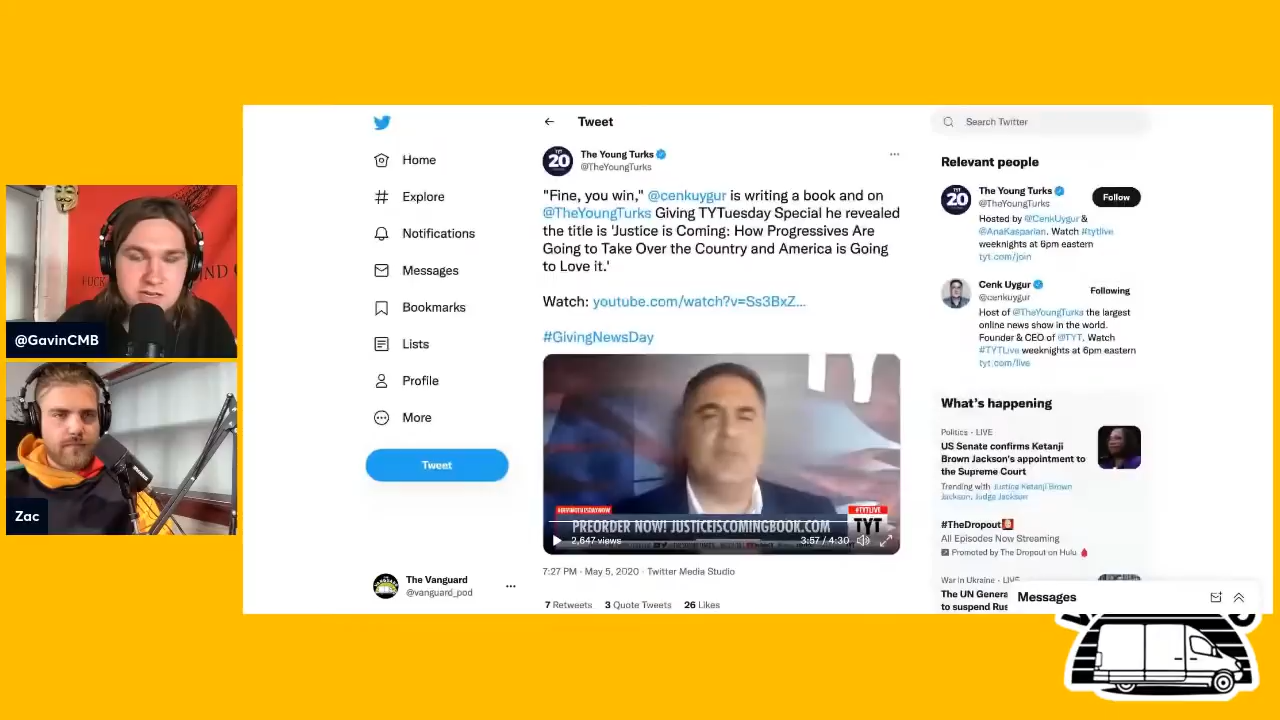 @GavinCMB
Zac
Home
Explore
Notifications
Messages
Bookmarks
Lists
Profile
More
Tweet
The Vanguard
@vanguard_pod
Tweet
The Young Turks
@TheYoungTurks
"Fine, you win," @cenkuygur is writing a book and on
@TheYoungTurks Giving TYTuesday Special he revealed
the title is 'Justice is Coming: How Progressives Are
Going to Take Over the Country and America is Going
to Love it.'
Watch: youtube.com/watch?v=Ss3BxZ...
#GivingNewsDay
#TYTLIVE
PREORDER NOW! JUSTICEISCOMINGBOOK.COM
TYT
2,647 views
3:57 / 4:30
7:27 PM · May 5, 2020 · Twitter Media Studio
7 Retweets 3 Quote Tweets 26 Likes
Search Twitter
Relevant people
The Young Turks
@TheYoungTurks
Follow
Hosted by @CenkUygur &
@AnaKasparian. Watch #tytlive
weeknights at 6pm eastern
tyt.com/join
Cenk Uygur
@cenkuygur
Following
Host of @TheYoungTurks the largest
online news show in the world.
Founder & CEO of @TYT. Watch
#TYTLive weeknights at 6pm eastern
tyt.com/live
What's happening
Politics · LIVE
US Senate confirms Ketanji
Brown Jackson's appointment to
the Supreme Court
Trending with Justice Ketanji Brown
Jackson, Judge Jackson
#TheDropout
All Episodes Now Streaming
Promoted by The Dropout on Hulu
War in Ukraine · LIVE
The UN Genera
to suspend Rus
Messages